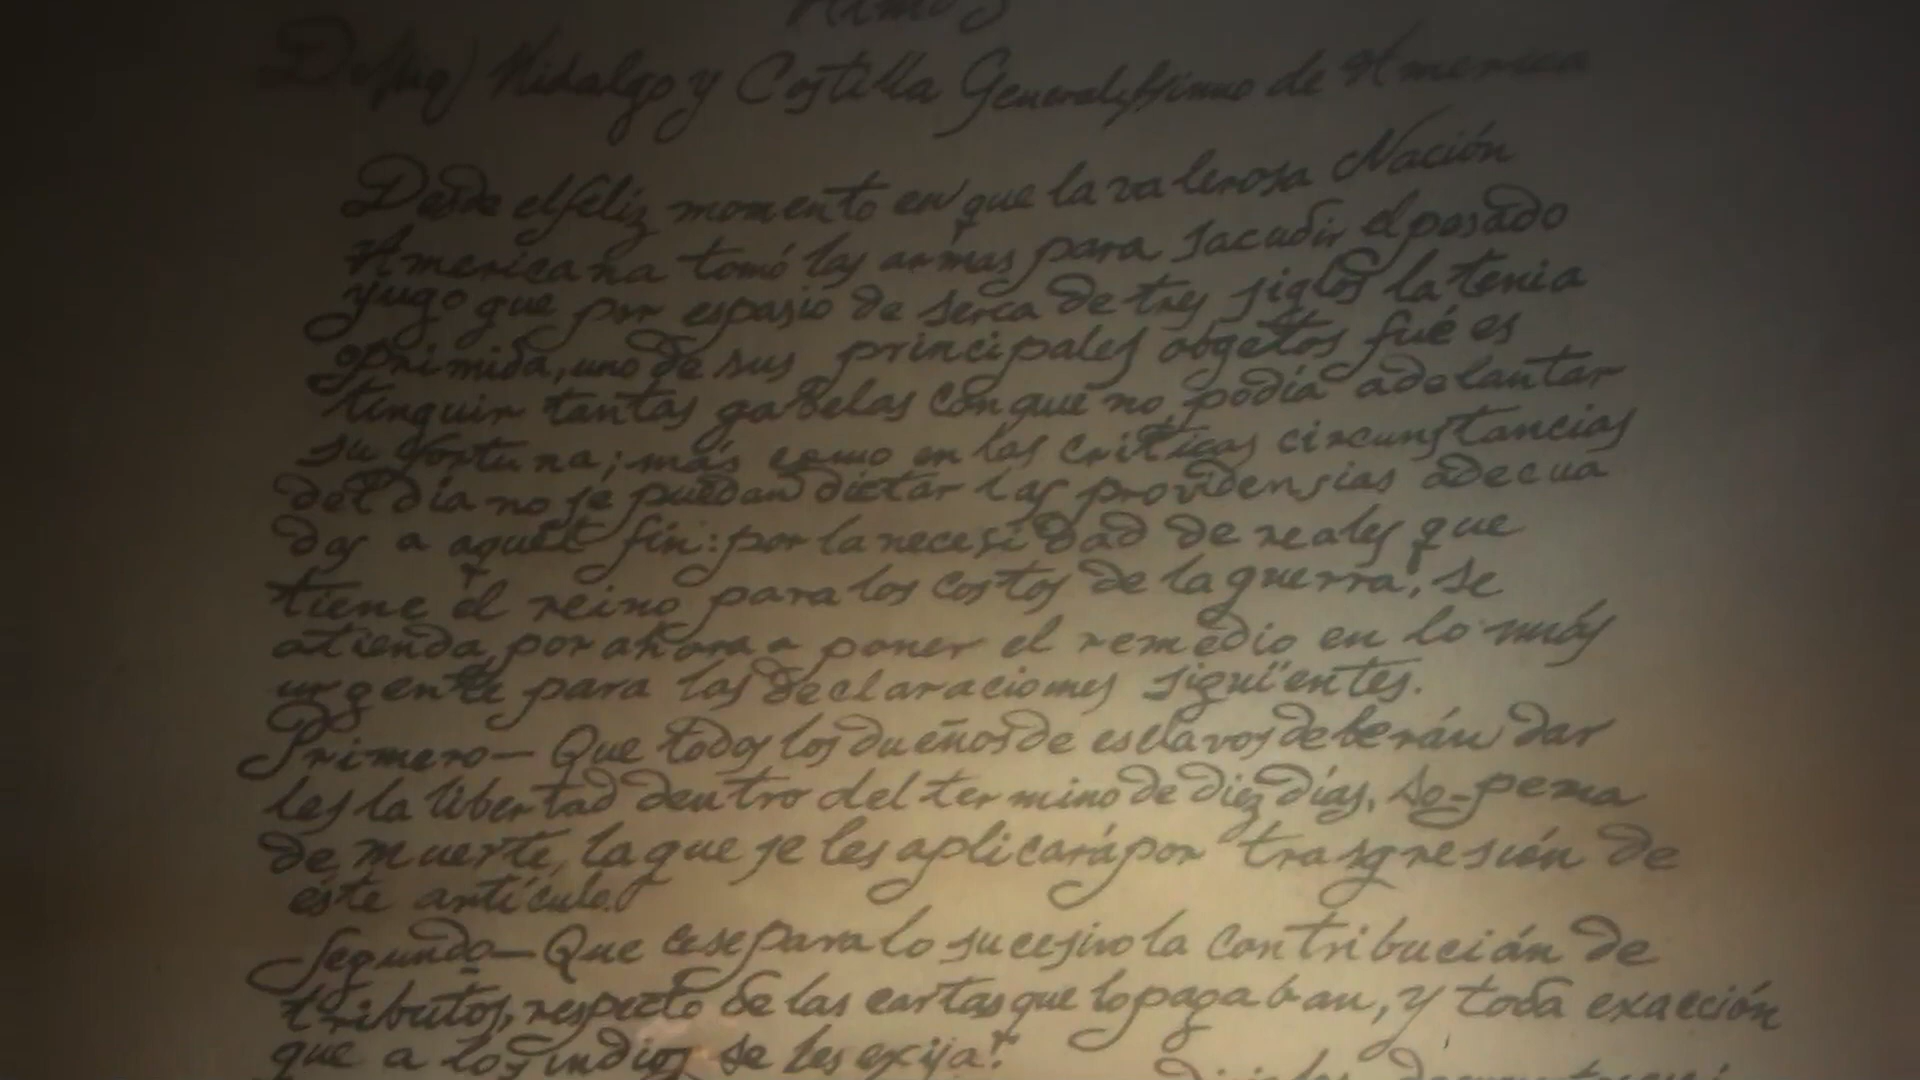 D. Mig) Hidalgo y Costilla Generalyssimo de America
Desde el feliz momento en que la valerosa Nación
Americana tomó las armas para sacudir el pesado
yugo que por espasio de serca de tres siglos la tenia
oprimida, uno de sus principales obgetos fué es
tinguir tantas gabelas con que no podía adelantar
su fortuna; más como en las criticas circunstancias
del día no se puedan dictar las providensias adecua
das a aquel fin: por la necesidad de reales que
tiene el reino para los costos de la guerra, se
atienda por ahora a poner el remedio en lo más
urgente para las declaraciones siguientes.
Primero— Que todos los dueños de esclavos deberán dar
les la libertad dentro del termino de diez días, so-pena
de muerte, la que se les aplicará por trasgresión de
éste artículo.
Segundo— Que cese para lo sucesivo la contribución de
tributos, respecto de las cartas que lo pagaban, y toda exacción
que a los indios se les exija.